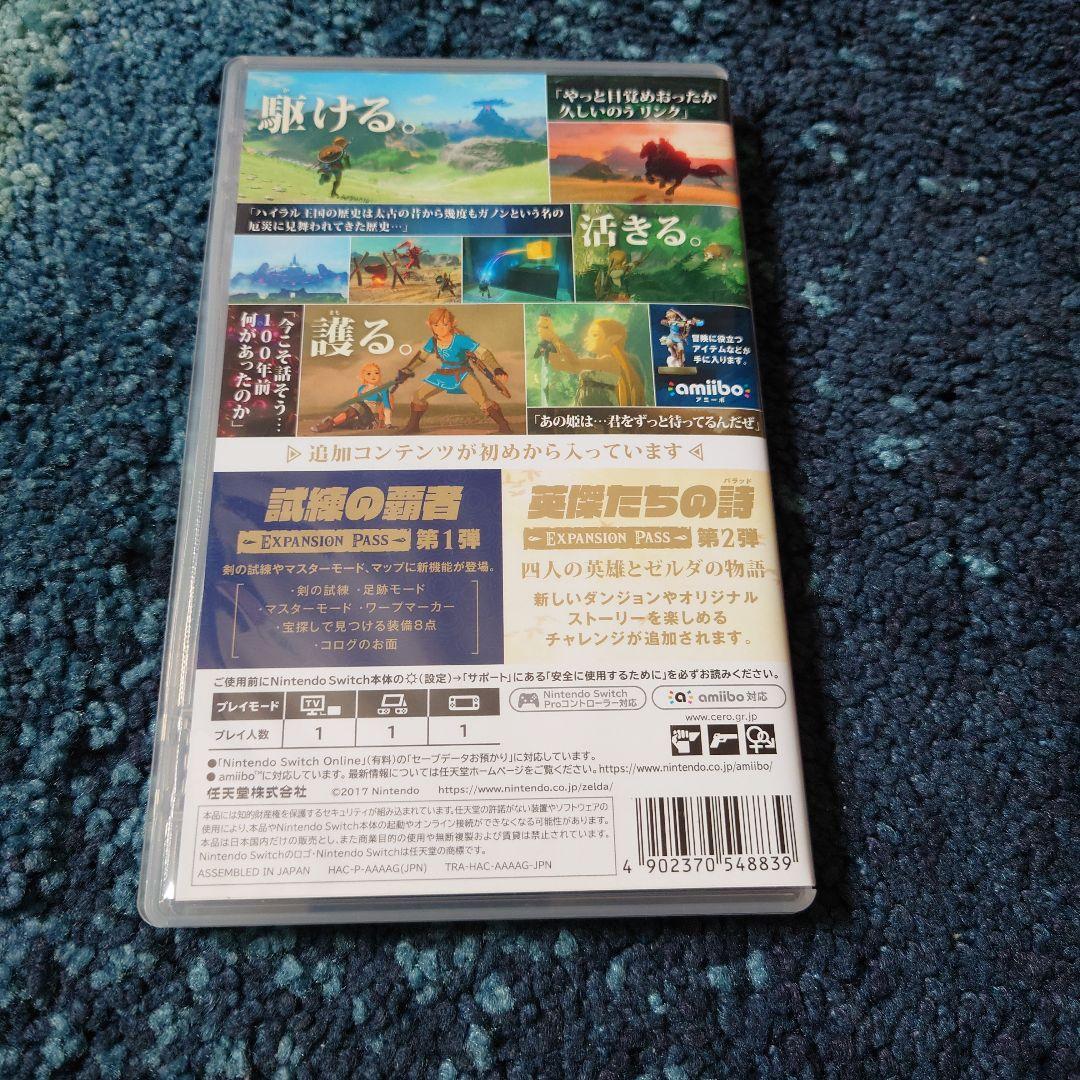 駆ける。
「やっと目覚めおったか
久しいのう リンク」
「ハイラル王国の歴史は太古の昔から幾度もガノンという名の
厄災に見舞われてきた歴史…」
活きる。
「今こそ話そう…
100年前
何があったのか」
護る。
まも
冒険に役立つ
アイテムなどが
手に入ります。
amiibo
アミーボ
「あの姫は…君をずっと待ってるんだぜ」
追加コンテンツが初めから入っています
試練の覇者
EXPANSION PASS 第1弾
剣の試練やマスターモード、マップに新機能が登場。
・剣の試練 ・足跡モード
・マスターモード ・ワープマーカー
・宝探しで見つける装備8点
・コログのお面
バラッド
英傑たちの詩
EXPANSION PASS 第2弾
四人の英雄とゼルダの物語
新しいダンジョンやオリジナル
ストーリーを楽しめる
チャレンジが追加されます。
ご使用前にNintendo Switch本体の(設定)→「サポート」にある「安全に使用するために」を必ずお読みください。
プレイモード TV
プレイ人数 1 1 1
Nintendo Switch
Proコントローラー対応
amiibo 対応
www.cero.gr.jp
●「Nintendo Switch Online」(有料)の「セーブデータお預かり」に対応しています。
●amiibo™に対応しています。最新情報については任天堂ホームページをご覧ください。https://www.nintendo.co.jp/amiibo/
任天堂株式会社 ©2017 Nintendo https://www.nintendo.co.jp/zelda/
本品には知的財産権を保護するセキュリティが組み込まれています。任天堂の許諾がない装置やソフトウェアの
使用により、本品やNintendo Switch本体の起動やオンライン接続ができなくなる可能性があります。
本品は日本国内だけの販売とし、また商業目的の使用や無断複製および賃貸は禁止されています。
Nintendo Switchのロゴ・Nintendo Switchは任天堂の商標です。
ASSEMBLED IN JAPAN HAC-P-AAAAG(JPN) TRA-HAC-AAAAG-JPN
4 902370 548839